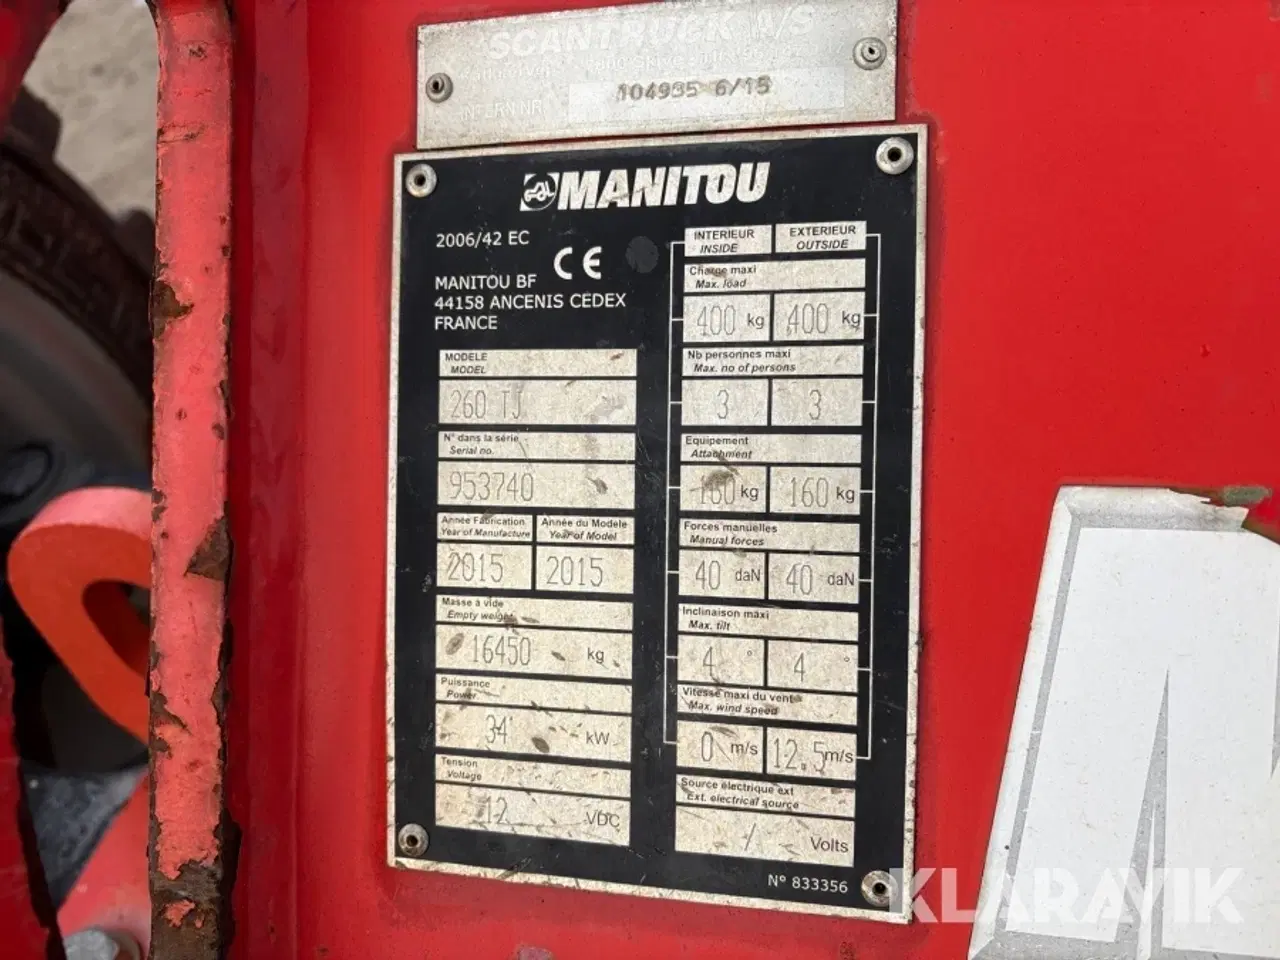 SCANTRUCK A/S
104935 6/15
INTERN NR.
MANITOU
2006/42 EC
CE
MANITOU BF
44158 ANCENIS CEDEX
FRANCE
MODELE
MODEL
260 TJ
N° dans la série
Serial no.
953740
Année Fabrication
Year of Manufacture
Année du Modele
Year of Model
2015
2015
Masse à vide
Empty weight
16450 kg
Puissance
Power
34 kW
Tension
Voltage
12 VDC
INTERIEUR
INSIDE
EXTERIEUR
OUTSIDE
Charge maxi
Max. load
400 kg
400 kg
Nb personnes maxi
Max. no of persons
3
3
Equipement
Attachment
160 kg
160 kg
Forces manuelles
Manual forces
40 daN
40 daN
Inclinaison maxi
Max. tilt
4 °
4 °
Vitesse maxi du vent
Max. wind speed
0 m/s
12.5 m/s
Source électrique ext
Ext. electrical source
/ Volts
N° 833356
KLARAVIK